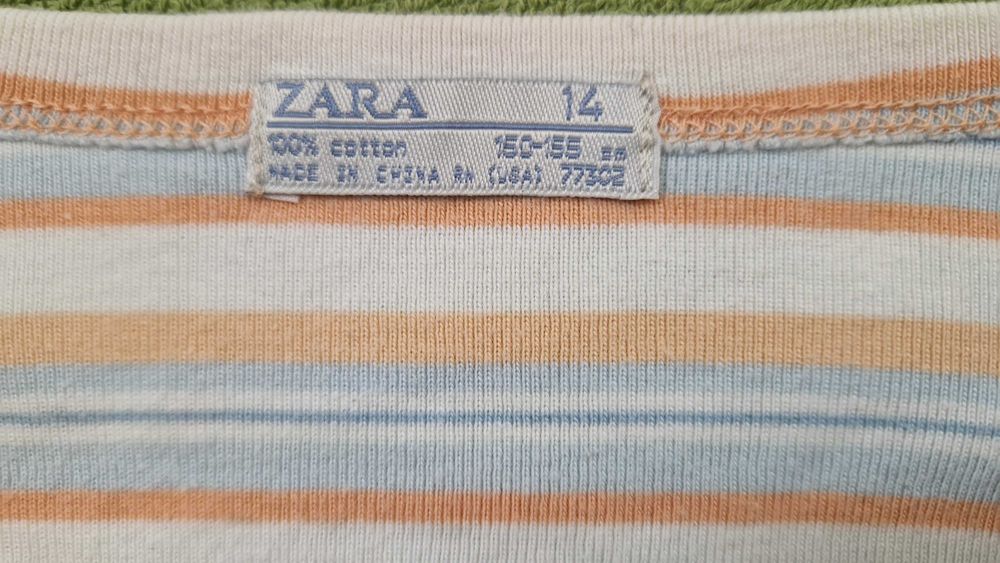 ZARA 14
100% cotton 150-155 cm
MADE IN CHINA RN (USA) 77302